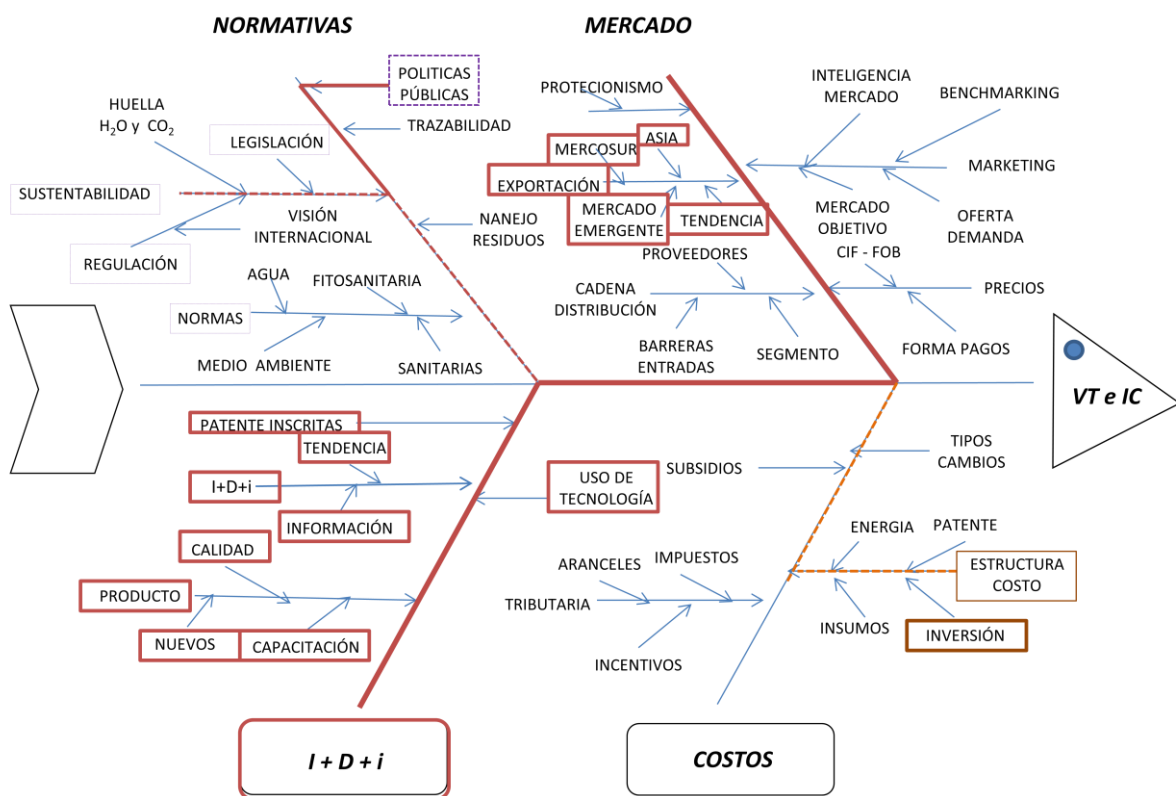 NORMATIVAS
MERCADO
POLITICAS
PÚBLICAS
HUELLA
H₂O y CO₂
TRAZABILIDAD
LEGISLACIÓN
SUSTENTABILIDAD
VISIÓN
INTERNACIONAL
REGULACIÓN
NANEJO
RESIDUOS
AGUA
FITOSANITARIA
NORMAS
MEDIO AMBIENTE
SANITARIAS
PROTECIONISMO
ASIA
MERCOSUR
EXPORTACIÓN
MERCADO
EMERGENTE
TENDENCIA
INTELIGENCIA
MERCADO
BENCHMARKING
MARKETING
MERCADO
OBJETIVO
OFERTA
DEMANDA
PROVEEDORES
CADENA
DISTRIBUCIÓN
BARRERAS
ENTRADAS
SEGMENTO
CIF - FOB
PRECIOS
FORMA PAGOS
VT e IC
PATENTE INSCRITAS
TENDENCIA
I+D+i
INFORMACIÓN
USO DE
TECNOLOGÍA
CALIDAD
PRODUCTO
NUEVOS
CAPACITACIÓN
SUBSIDIOS
TIPOS
CAMBIOS
ARANCELES
IMPUESTOS
TRIBUTARIA
INCENTIVOS
ENERGIA
PATENTE
ESTRUCTURA
COSTO
INSUMOS
INVERSIÓN
I + D + i
COSTOS